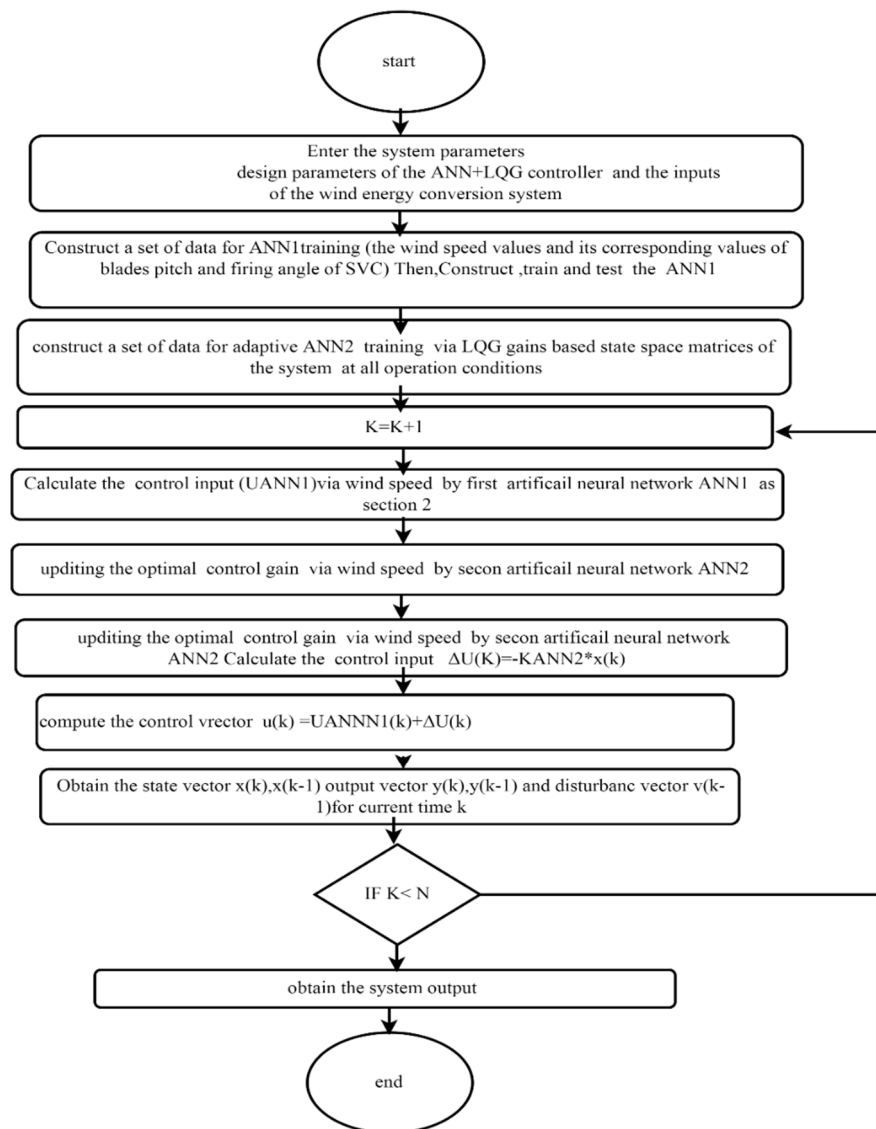 start
Enter the system parameters
design parameters of the ANN+LQG controller and the inputs
of the wind energy conversion system
Construct a set of data for ANN1training (the wind speed values and its corresponding values of
blades pitch and firing angle of SVC) Then,Construct ,train and test the ANN1
construct a set of data for adaptive ANN2 training via LQG gains based state space matrices of
the system at all operation conditions
K=K+1
Calculate the control input (UANN1)via wind speed by first artificail neural network ANN1 as
section 2
upditing the optimal control gain via wind speed by secon artificail neural network ANN2
upditing the optimal control gain via wind speed by secon artificail neural network
ANN2 Calculate the control input ΔU(K)=-KANN2*x(k)
compute the control vrector u(k) =UANNN1(k)+ΔU(k)
Obtain the state vector x(k),x(k-1) output vector y(k),y(k-1) and disturbanc vector v(k-
1)for current time k
IF K< N
obtain the system output
end